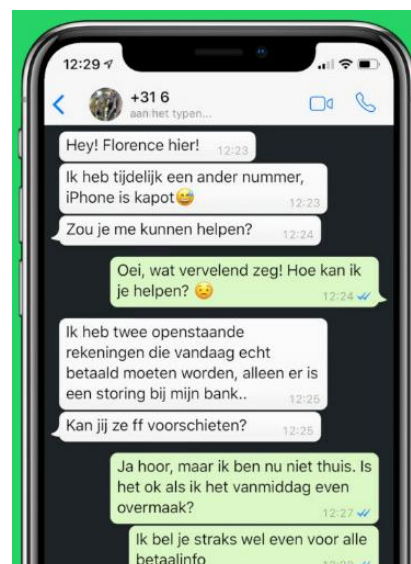 12:29
+31 6
aan het typen...
Hey! Florence hier! 12:23
Ik heb tijdelijk een ander nummer,
iPhone is kapot😅 12:23
Zou je me kunnen helpen? 12:24
Oei, wat vervelend zeg! Hoe kan ik
je helpen? 😟 12:24
Ik heb twee openstaande
rekeningen die vandaag echt
betaald moeten worden, alleen er is
een storing bij mijn bank.. 12:25
Kan jij ze ff voorschieten? 12:25
Ja hoor, maar ik ben nu niet thuis. Is
het ok als ik het vanmiddag even
overmaak? 12:27
Ik bel je straks wel even voor alle
betaalinfo